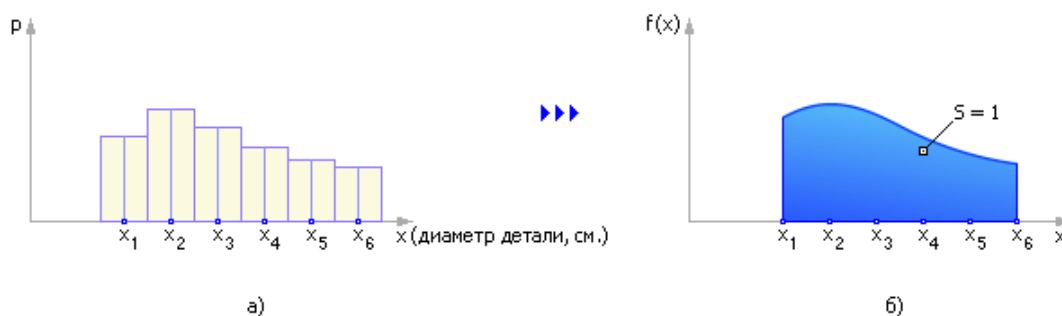 p
f(x)
S = 1
x₁ x₂ x₃ x₄ x₅ x₆ x (диаметр детали, см.)
x₁ x₂ x₃ x₄ x₅ x₆ x
а)
б)